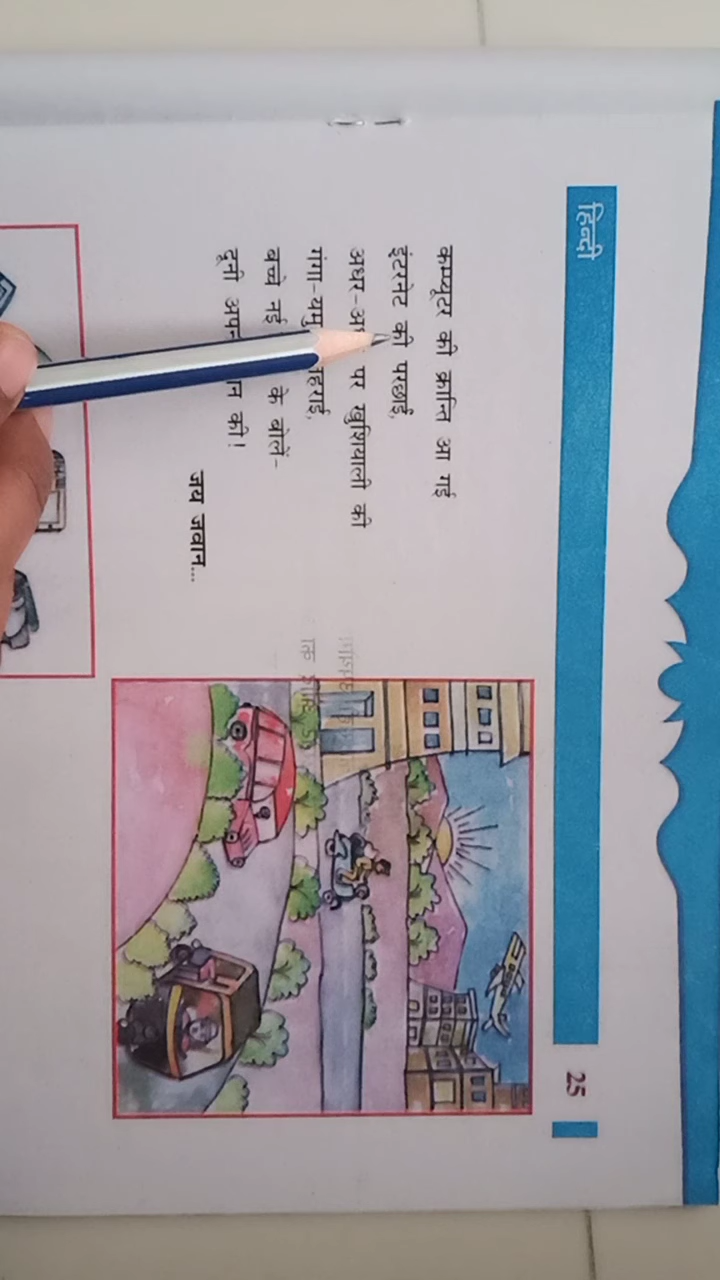 हिन्दी
25
कम्प्यूटर की क्रान्ति आ गई
इंटरनेट की परछाई,
पर खुशियाली की
बच्चे नई के बोलें-
दूनी की!
जय जवान...